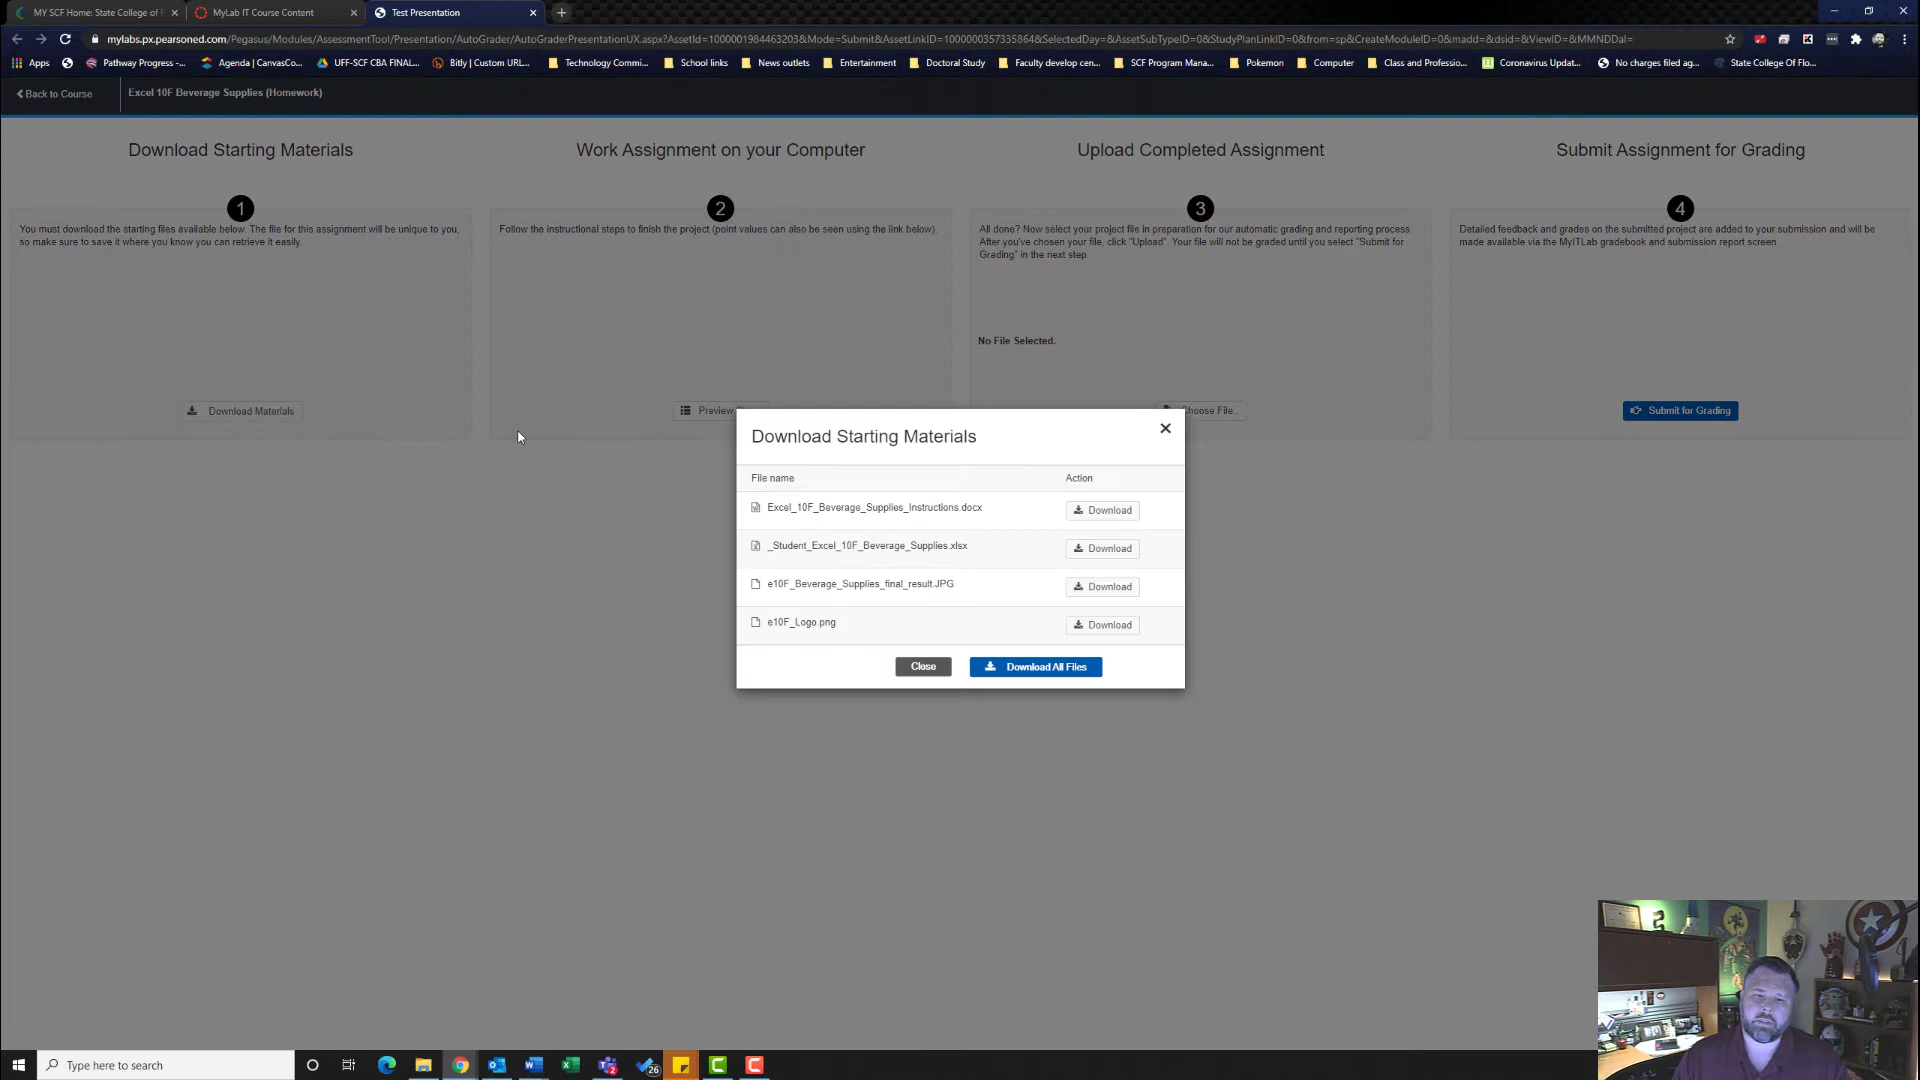 MY SCF Home: State College of F
MyLab IT Course Content
Test Presentation
mylabs.px.pearsoned.com/Pegasus/Modules/AssessmentTool/Presentation/AutoGrader/AutoGraderPresentationUX.aspx?AssetId=1000001984463203&Mode=Submit&AssetLinkID=1000000357335864&SelectedDay=&AssetSubTypeID=0&StudyPlanLinkID=0&from=sp&CreateModuleID=0&madd=&dsid=&ViewID=&MMNDDal=
Apps Pathway Progress -... Agenda | CanvasCo... UFF-SCF CBA FINAL... Bitly | Custom URL... Technology Commi... School links News outlets Entertainment Doctoral Study Faculty develop cen... SCF Program Mana... Pokemon Computer Class and Professio... Coronavirus Updat... No charges filed ag... State College Of Flo...
Back to Course
Excel 10F Beverage Supplies (Homework)
Download Starting Materials
1
You must download the starting files available below. The file for this assignment will be unique to you,
so make sure to save it where you know you can retrieve it easily.
Download Materials
Work Assignment on your Computer
2
Follow the instructional steps to finish the project (point values can also be seen using the link below).
Preview
Upload Completed Assignment
3
All done? Now select your project file in preparation for our automatic grading and reporting process
After you've chosen your file, click "Upload". Your file will not be graded until you select "Submit for
Grading" in the next step.
No File Selected.
Choose File..
Submit Assignment for Grading
4
Detailed feedback and grades on the submitted project are added to your submission and will be
made available via the MyITLab gradebook and submission report screen
Submit for Grading
Download Starting Materials
File name Action
Excel_10F_Beverage_Supplies_Instructions.docx Download
_Student_Excel_10F_Beverage_Supplies.xlsx Download
e10F_Beverage_Supplies_final_result.JPG Download
e10F_Logo.png Download
Close Download All Files
Type here to search
2
26